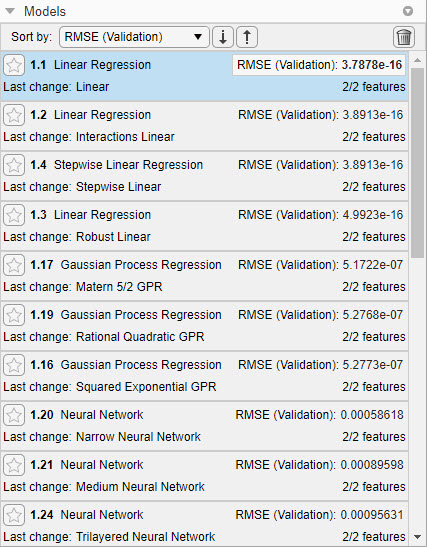 Models
Sort by: RMSE (Validation)
1.1 Linear Regression RMSE (Validation): 3.7878e-16
Last change: Linear 2/2 features
1.2 Linear Regression RMSE (Validation): 3.8913e-16
Last change: Interactions Linear 2/2 features
1.4 Stepwise Linear Regression RMSE (Validation): 3.8913e-16
Last change: Stepwise Linear 2/2 features
1.3 Linear Regression RMSE (Validation): 4.9923e-16
Last change: Robust Linear 2/2 features
1.17 Gaussian Process Regression RMSE (Validation): 5.1722e-07
Last change: Matern 5/2 GPR 2/2 features
1.19 Gaussian Process Regression RMSE (Validation): 5.2768e-07
Last change: Rational Quadratic GPR 2/2 features
1.16 Gaussian Process Regression RMSE (Validation): 5.2773e-07
Last change: Squared Exponential GPR 2/2 features
1.20 Neural Network RMSE (Validation): 0.00058618
Last change: Narrow Neural Network 2/2 features
1.21 Neural Network RMSE (Validation): 0.00089598
Last change: Medium Neural Network 2/2 features
1.24 Neural Network RMSE (Validation): 0.00095631
Last change: Trilayered Neural Network 2/2 features